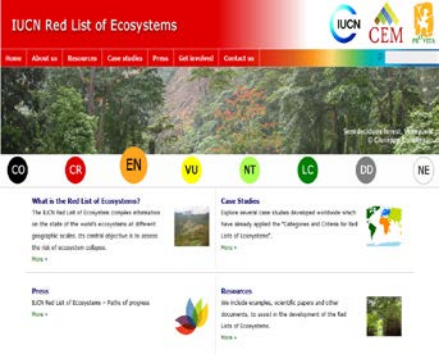 IUCN Red List of Ecosystems
IUCN
CEM
Home About us Resources Case studies Press Get involved Contact us
CO CR EN VU NT LC DD NE
What is the Red List of Ecosystems?
The IUCN Red List of Ecosystem compiles information
on the state of the world's ecosystems at different
geographic scales. Its central objective is to assess
the risk of ecosystem collapse.
More »
Case Studies
Explore several case studies developed worldwide which
have already applied the "Categories and Criteria for Red
Lists of Ecosystems".
More »
Press
IUCN Red List of Ecosystems – Paths of progress
More »
Resources
We include examples, scientific papers and other
documents, to assist in the development of the Red
Lists of Ecosystems.
More »